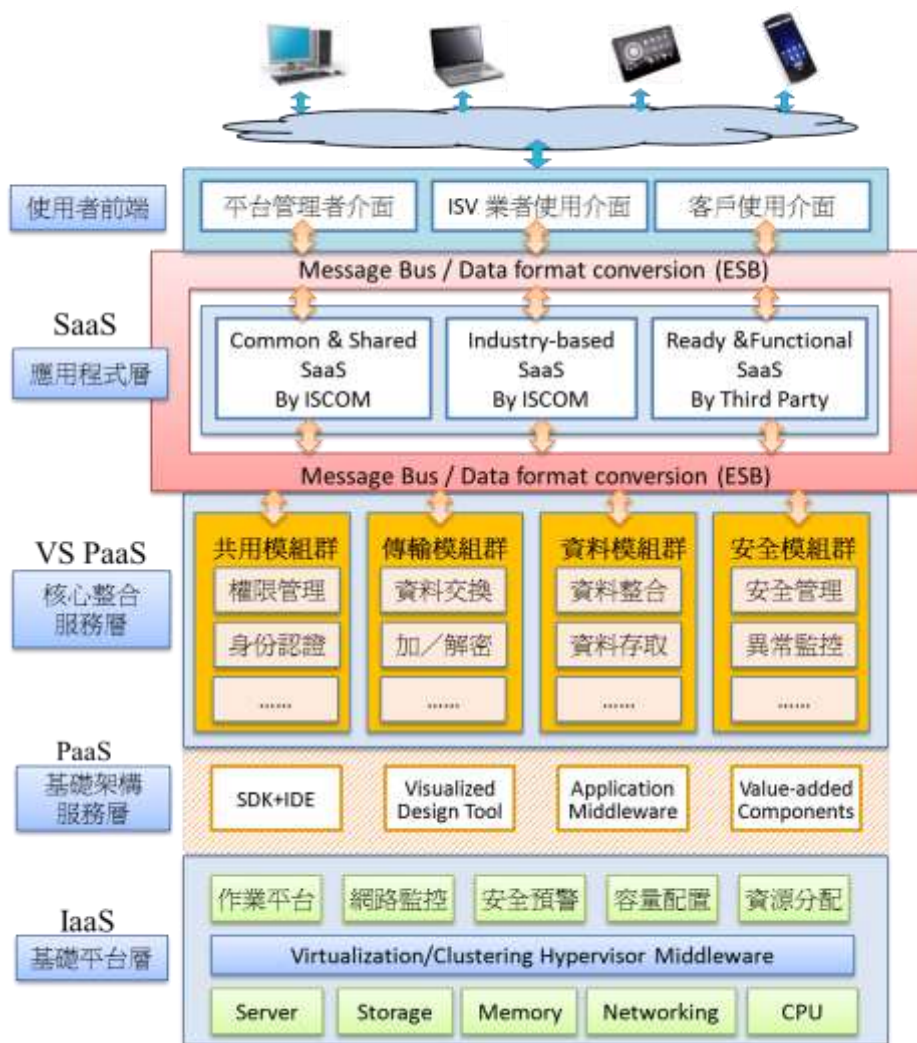 使用者前端
平台管理者介面
ISV 業者使用介面
客戶使用介面
Message Bus / Data format conversion (ESB)
SaaS
應用程式層
Common & Shared
SaaS
By ISCOM
Industry-based
SaaS
By ISCOM
Ready &Functional
SaaS
By Third Party
Message Bus / Data format conversion (ESB)
VS PaaS
核心整合
服務層
共用模組群
權限管理
身份認證
......
傳輸模組群
資料交換
加／解密
......
資料模組群
資料整合
資料存取
......
安全模組群
安全管理
異常監控
......
PaaS
基礎架構
服務層
SDK+IDE
Visualized
Design Tool
Application
Middleware
Value-added
Components
IaaS
基礎平台層
作業平台
網路監控
安全預警
容量配置
資源分配
Virtualization/Clustering Hypervisor Middleware
Server
Storage
Memory
Networking
CPU